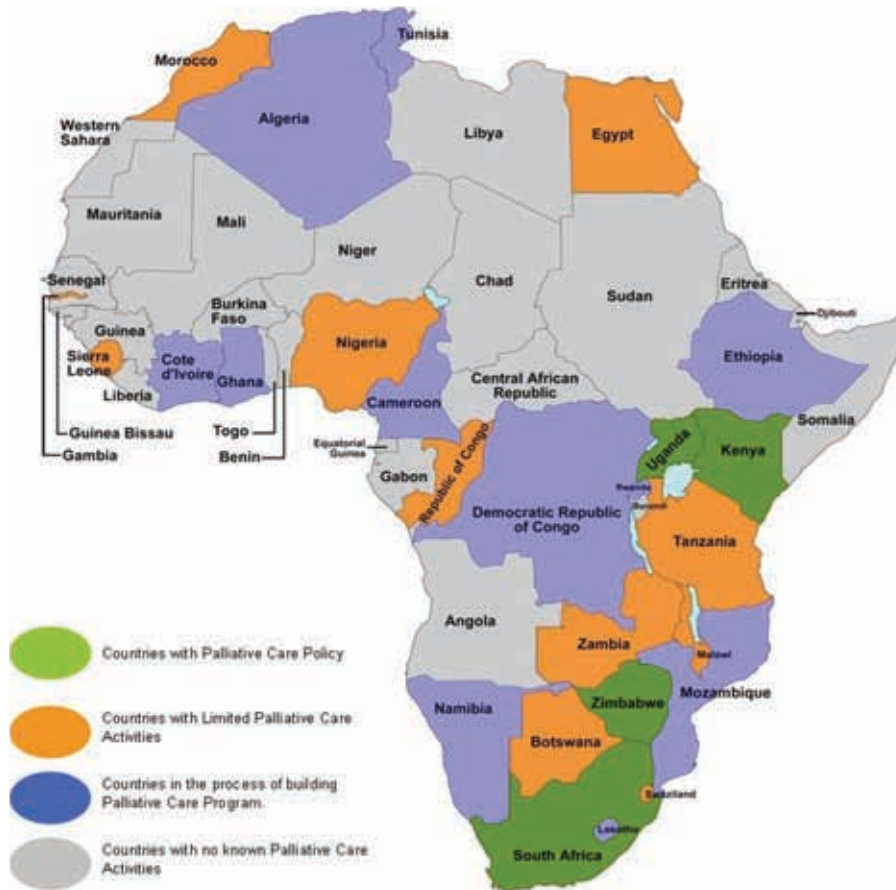 Tunisia
Morocco
Algeria
Western
Sahara
Libya
Egypt
Mauritania
Mali
Niger
Chad
Sudan
Eritrea
Djibouti
Senegal
Burkina
Faso
Guinea
Nigeria
Ethiopia
Sierra
Leone
Cote
d'Ivoire
Ghana
Liberia
Cameroon
Central African
Republic
Somalia
Guinea Bissau
Togo
Gambia
Benin
Equatorial
Guinea
Uganda
Kenya
Gabon
Republic of Congo
Rwanda
Burundi
Democratic Republic
of Congo
Tanzania
Angola
Zambia
Malawi
Mozambique
Namibia
Zimbabwe
Botswana
Swaziland
Lesotho
South Africa
Countries with Palliative Care Policy
Countries with Limited Palliative Care
Activities
Countries in the process of building
Palliative Care Program.
Countries with no known Palliative Care
Activities